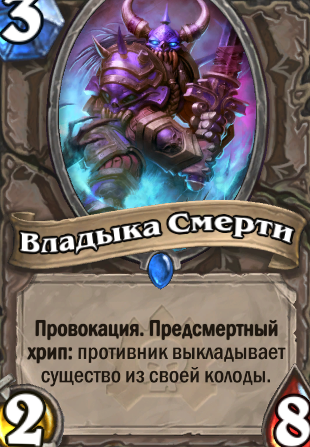 3
Владыка Смерти
Провокация. Предсмертный
хрип: противник выкладывает
существо из своей колоды.
2
8